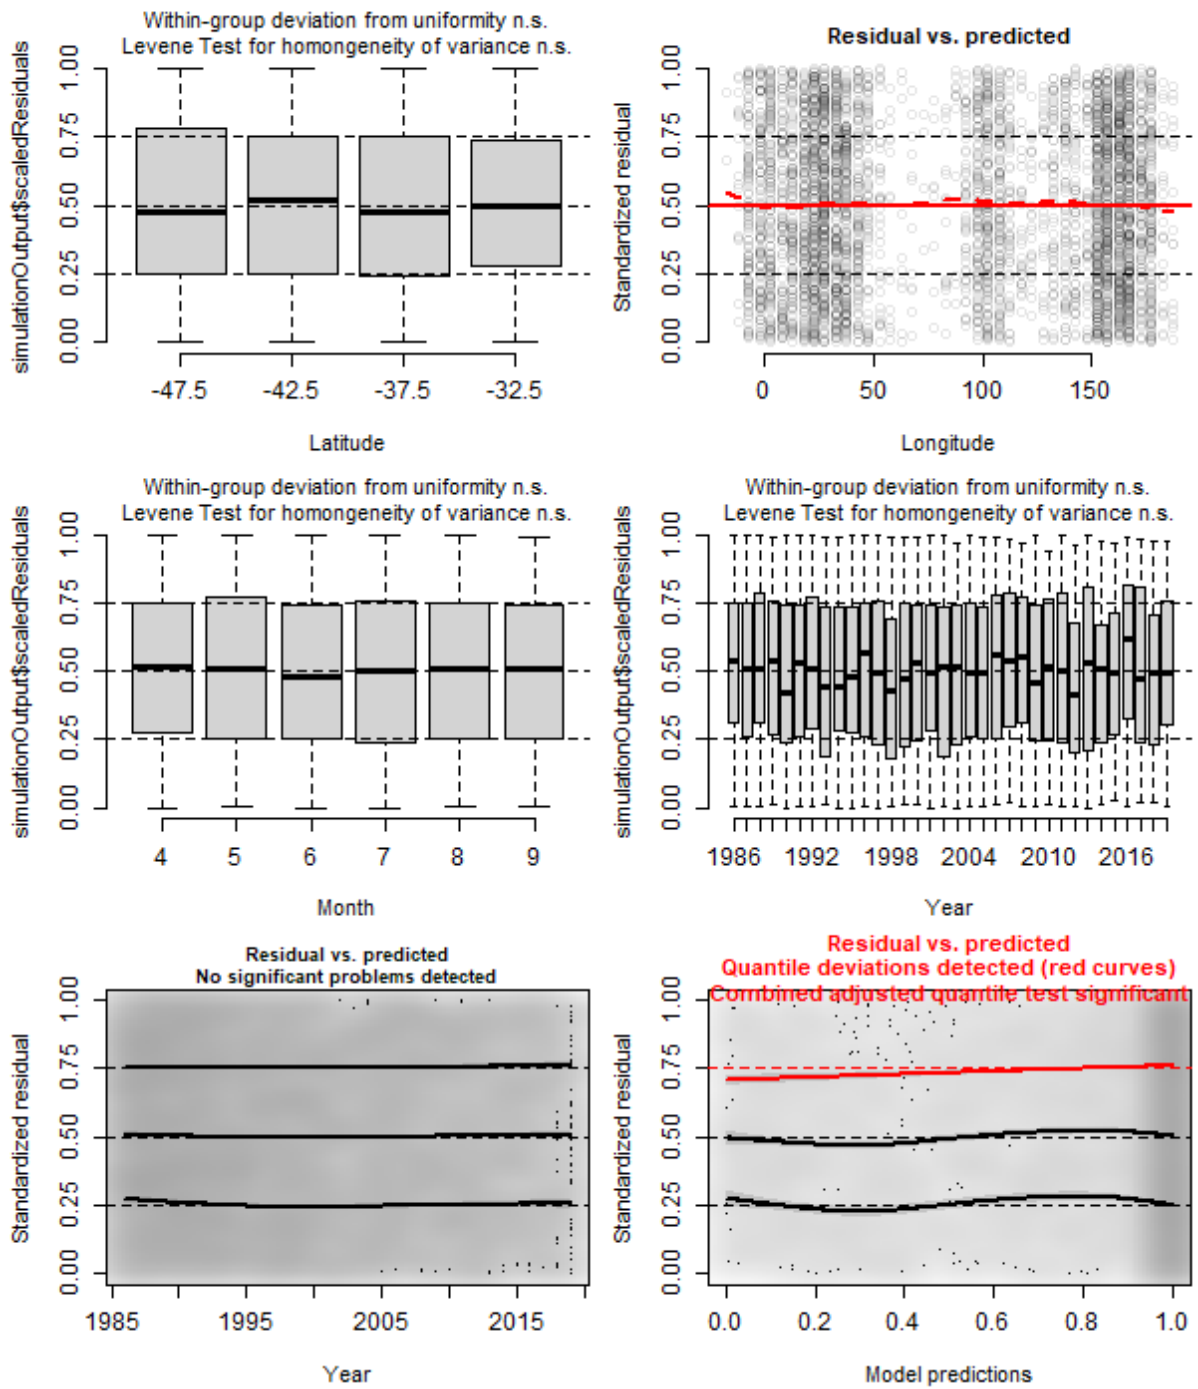 Within-group deviation from uniformity n.s.
Levene Test for homongeneity of variance n.s.
simulationOutput$scaledResiduals
0.00 0.25 0.50 0.75 1.00
-47.5 -42.5 -37.5 -32.5
Latitude
Residual vs. predicted
Standardized residual
0.00 0.25 0.50 0.75 1.00
0 50 100 150
Longitude
Within-group deviation from uniformity n.s.
Levene Test for homongeneity of variance n.s.
simulationOutput$scaledResiduals
0.00 0.25 0.50 0.75 1.00
4 5 6 7 8 9
Month
Within-group deviation from uniformity n.s.
Levene Test for homongeneity of variance n.s.
simulationOutput$scaledResiduals
0.00 0.25 0.50 0.75 1.00
1986 1992 1998 2004 2010 2016
Year
Residual vs. predicted
No significant problems detected
Standardized residual
0.00 0.25 0.50 0.75 1.00
1985 1995 2005 2015
Year
Residual vs. predicted
Quantile deviations detected (red curves)
Combined adjusted quantile test significant
Standardized residual
0.00 0.25 0.50 0.75 1.00
0.0 0.2 0.4 0.6 0.8 1.0
Model predictions